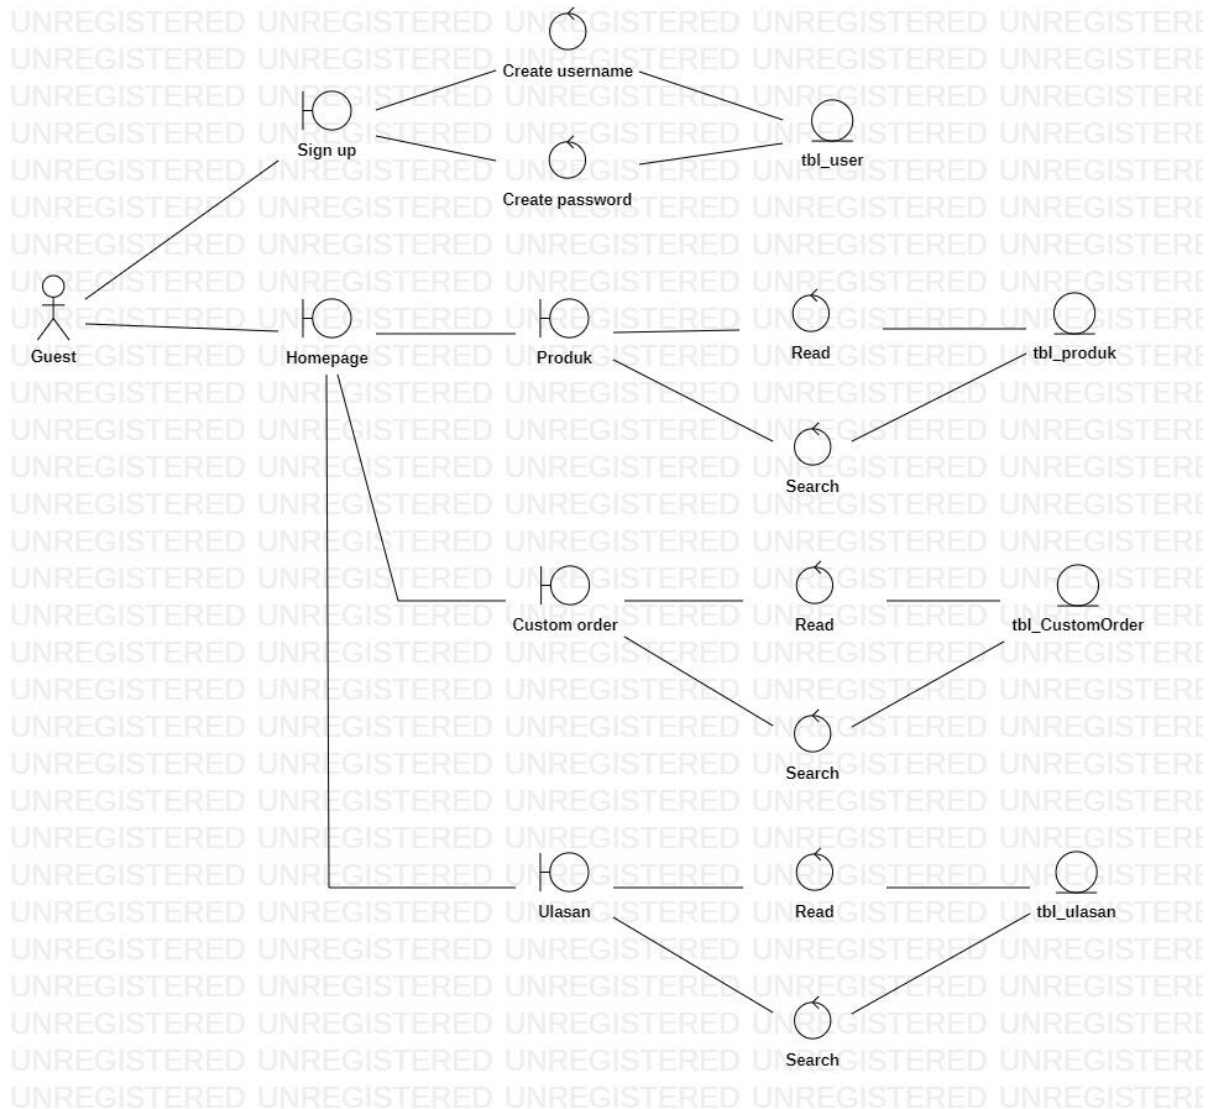 Create username
Sign up
tbl_user
Create password
Guest
Homepage
Produk
Read
tbl_produk
Search
Custom order
Read
tbl_CustomOrder
Search
Ulasan
Read
tbl_ulasan
Search
UNREGISTERED